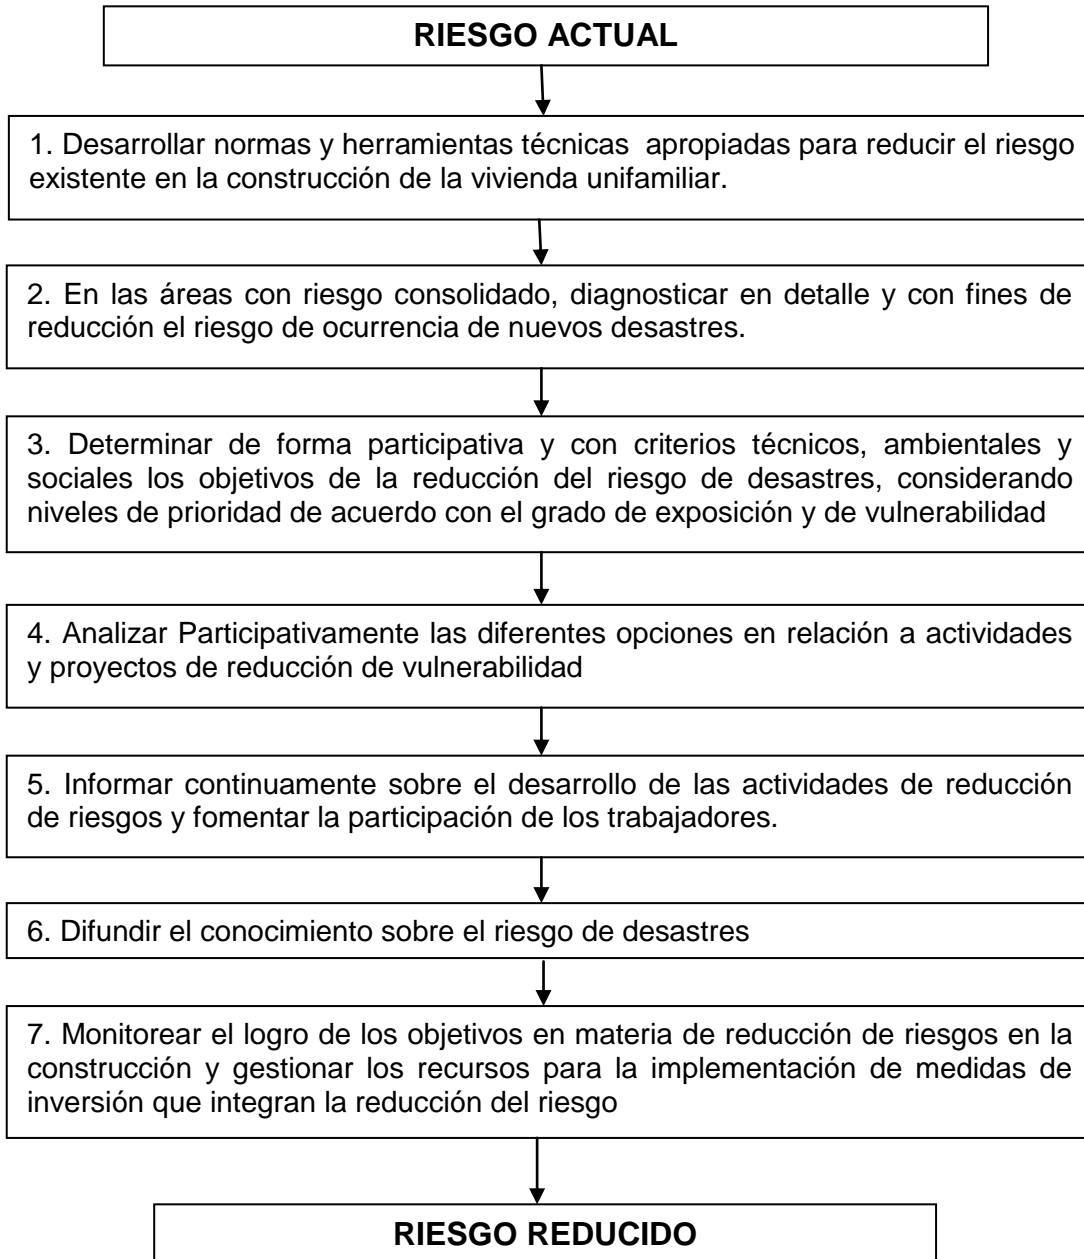 RIESGO ACTUAL
1. Desarrollar normas y herramientas técnicas apropiadas para reducir el riesgo
existente en la construcción de la vivienda unifamiliar.
2. En las áreas con riesgo consolidado, diagnosticar en detalle y con fines de
reducción el riesgo de ocurrencia de nuevos desastres.
3. Determinar de forma participativa y con criterios técnicos, ambientales y
sociales los objetivos de la reducción del riesgo de desastres, considerando
niveles de prioridad de acuerdo con el grado de exposición y de vulnerabilidad
4. Analizar Participativamente las diferentes opciones en relación a actividades
y proyectos de reducción de vulnerabilidad
5. Informar continuamente sobre el desarrollo de las actividades de reducción
de riesgos y fomentar la participación de los trabajadores.
6. Difundir el conocimiento sobre el riesgo de desastres
7. Monitorear el logro de los objetivos en materia de reducción de riesgos en la
construcción y gestionar los recursos para la implementación de medidas de
inversión que integran la reducción del riesgo
RIESGO REDUCIDO